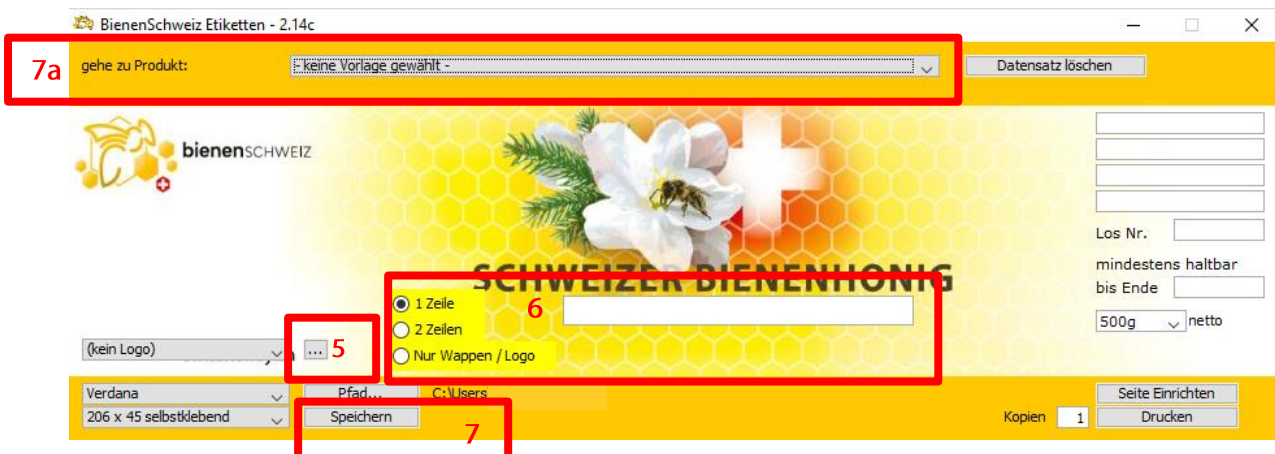 BienenSchweiz Etiketten - 2.14c
7a
gehe zu Produkt:
- keine Vorlage gewählt -
Datensatz löschen
bienenSCHWEIZ
Los Nr.
mindestens haltbar
bis Ende
500g netto
SCHWEIZER BIENENHONIG
1 Zeile
6
2 Zeilen
Nur Wappen / Logo
(kein Logo)
...
5
Verdana
Pfad...
C:\Users
Seite Einrichten
206 x 45 selbstklebend
Speichern
7
Kopien 1
Drucken